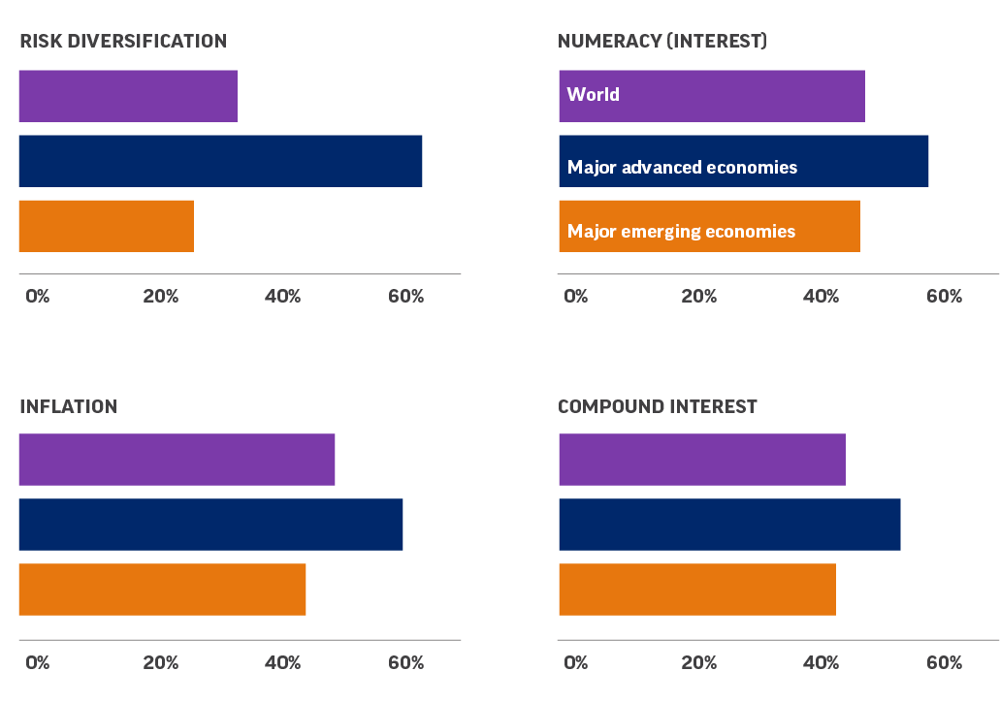 RISK DIVERSIFICATION
0% 20% 40% 60%
NUMERACY (INTEREST)
World
Major advanced economies
Major emerging economies
0% 20% 40% 60%
INFLATION
0% 20% 40% 60%
COMPOUND INTEREST
0% 20% 40% 60%